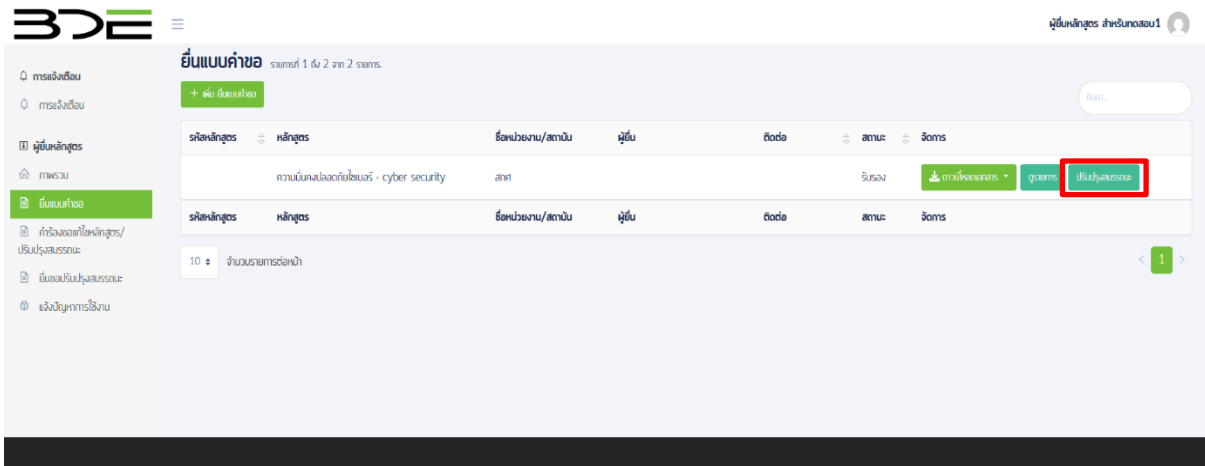 BDE
ผู้ยื่นหลักสูตร สำหรับทดสอบ1
การแจ้งเตือน
การแจ้งเตือน
ผู้ยื่นหลักสูตร
ภาพรวม
ยื่นแบบคำขอ
คำร้องขอแก้ไขหลักสูตร/
ปรับปรุงสมรรถนะ
ยื่นขอปรับปรุงสมรรถนะ
แจ้งปัญหาการใช้งาน
ยื่นแบบคำขอ รายการที่ 1 ถึง 2 จาก 2 รายการ.
+ เพิ่ม ยื่นแบบคำขอ
ค้นหา...
รหัสหลักสูตร หลักสูตร ชื่อหน่วยงาน/สถาบัน ผู้ยื่น ติดต่อ สถานะ จัดการ
ความมั่นคงปลอดภัยไซเบอร์ - cyber security สทศ รับรอง ดาวน์โหลดเอกสาร ดูรายการ ปรับปรุงสมรรถนะ
รหัสหลักสูตร หลักสูตร ชื่อหน่วยงาน/สถาบัน ผู้ยื่น ติดต่อ สถานะ จัดการ
10 จำนวนรายการต่อหน้า
< 1 >